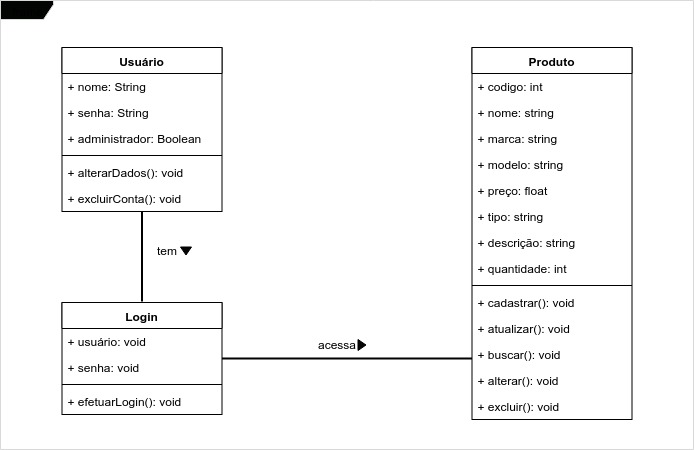 Usuário
+ nome: String
+ senha: String
+ administrador: Boolean
+ alterarDados(): void
+ excluirConta(): void
tem
Login
+ usuário: void
+ senha: void
+ efetuarLogin(): void
acessa
Produto
+ codigo: int
+ nome: string
+ marca: string
+ modelo: string
+ preço: float
+ tipo: string
+ descrição: string
+ quantidade: int
+ cadastrar(): void
+ atualizar(): void
+ buscar(): void
+ alterar(): void
+ excluir(): void